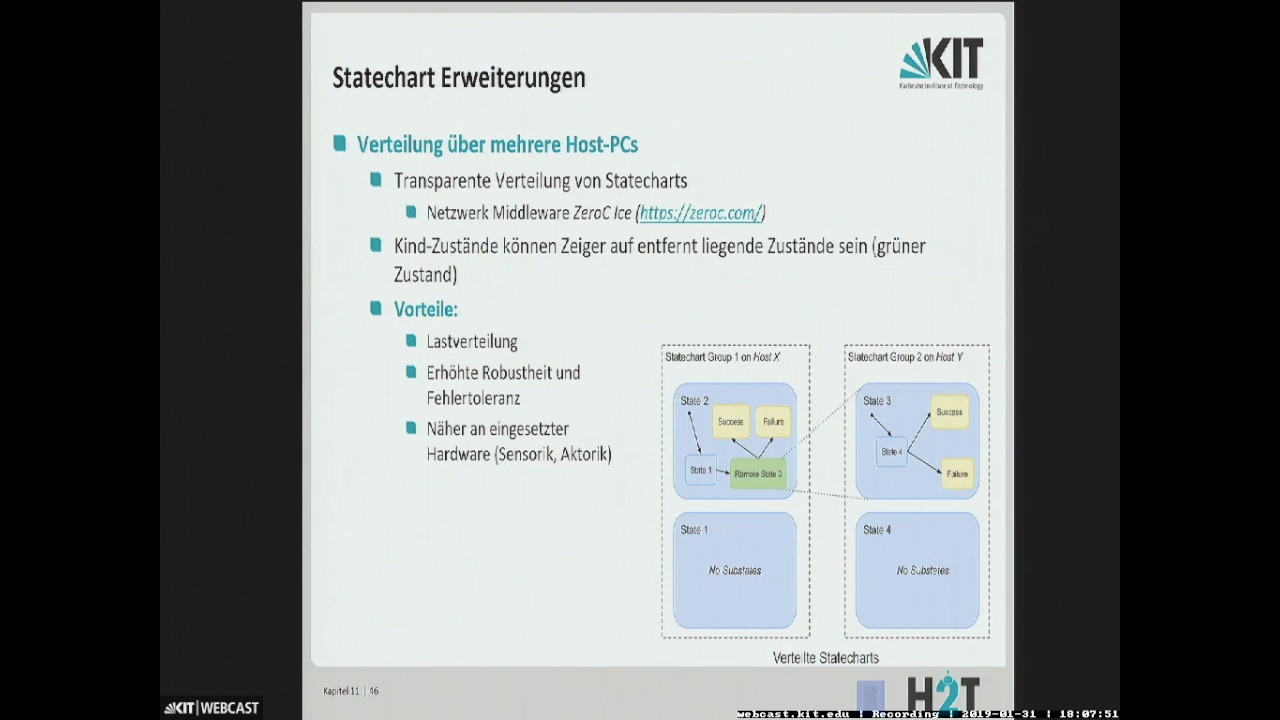 Statechart Erweiterungen
KIT
Karlsruhe Institute of Technology
Verteilung über mehrere Host-PCs
Transparente Verteilung von Statecharts
Netzwerk Middleware ZeroC Ice (https://zeroc.com/)
Kind-Zustände können Zeiger auf entfernt liegende Zustände sein (grüner
Zustand)
Vorteile:
Lastverteilung
Erhöhte Robustheit und
Fehlertoleranz
Näher an eingesetzter
Hardware (Sensorik, Aktorik)
Statechart Group 1 on Host X
State 2
Success
Failure
State 1
Remote State 3
State 1
No Substates
Statechart Group 2 on Host Y
State 3
Success
State 4
Failure
State 4
No Substates
Verteilte Statecharts
Kapitel 11 | 46
H2T
KIT | WEBCAST
webcast.kit.edu | Recording | 2019-01-31 | 18:07:51